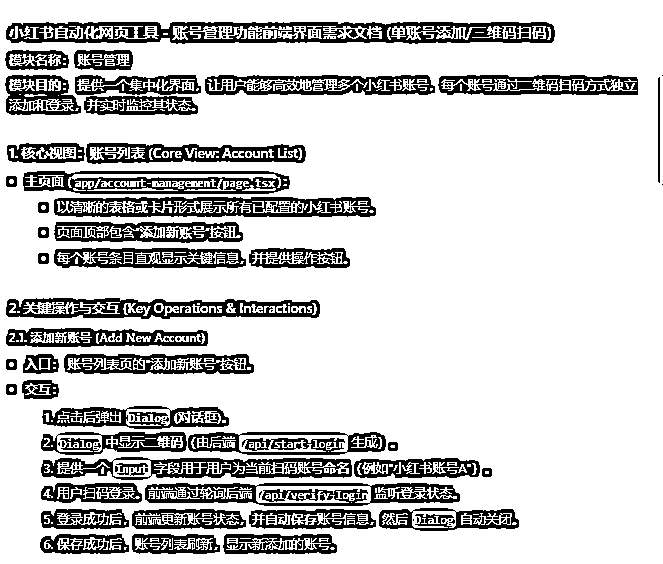 小红书自动化网页工具 - 账号管理功能前端界面需求文档 (单账号添加/二维码扫码)
模块名称: 账号管理
模块目的: 提供一个集中化界面, 让用户能够高效地管理多个小红书账号, 每个账号通过二维码扫码方式独立
添加和登录, 并实时监控其状态。
1. 核心视图: 账号列表 (Core View: Account List)
主页面 (app/account-management/page.tsx):
以清晰的表格或卡片形式展示所有已配置的小红书账号。
页面顶部包含"添加新账号"按钮。
每个账号条目直观显示关键信息, 并提供操作按钮。
2. 关键操作与交互 (Key Operations & Interactions)
2.1. 添加新账号 (Add New Account)
入口: 账号列表页的"添加新账号"按钮。
交互:
1. 点击后弹出 Dialog (对话框)。
2. Dialog 中显示二维码 (由后端 /api/start-login 生成) 。
3. 提供一个 Input 字段用于用户为当前扫码账号命名 (例如"小红书账号A") 。
4. 用户扫码登录。前端通过轮询后端 /api/verify-login 监听登录状态。
5. 登录成功后, 前端更新账号状态, 并自动保存账号信息, 然后 Dialog 自动关闭。
6. 保存成功后, 账号列表刷新, 显示新添加的账号。